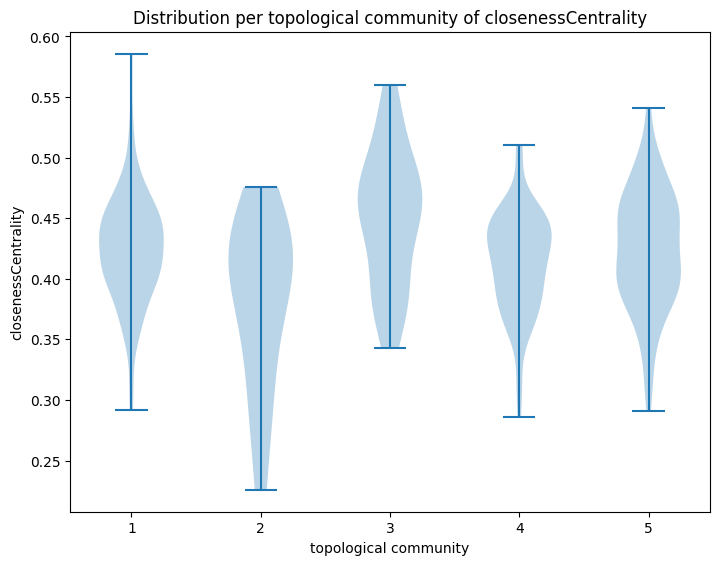 Distribution per topological community of closenessCentrality
0.60
0.55
0.50
0.45
0.40
0.35
0.30
0.25
closenessCentrality
1 2 3 4 5
topological community